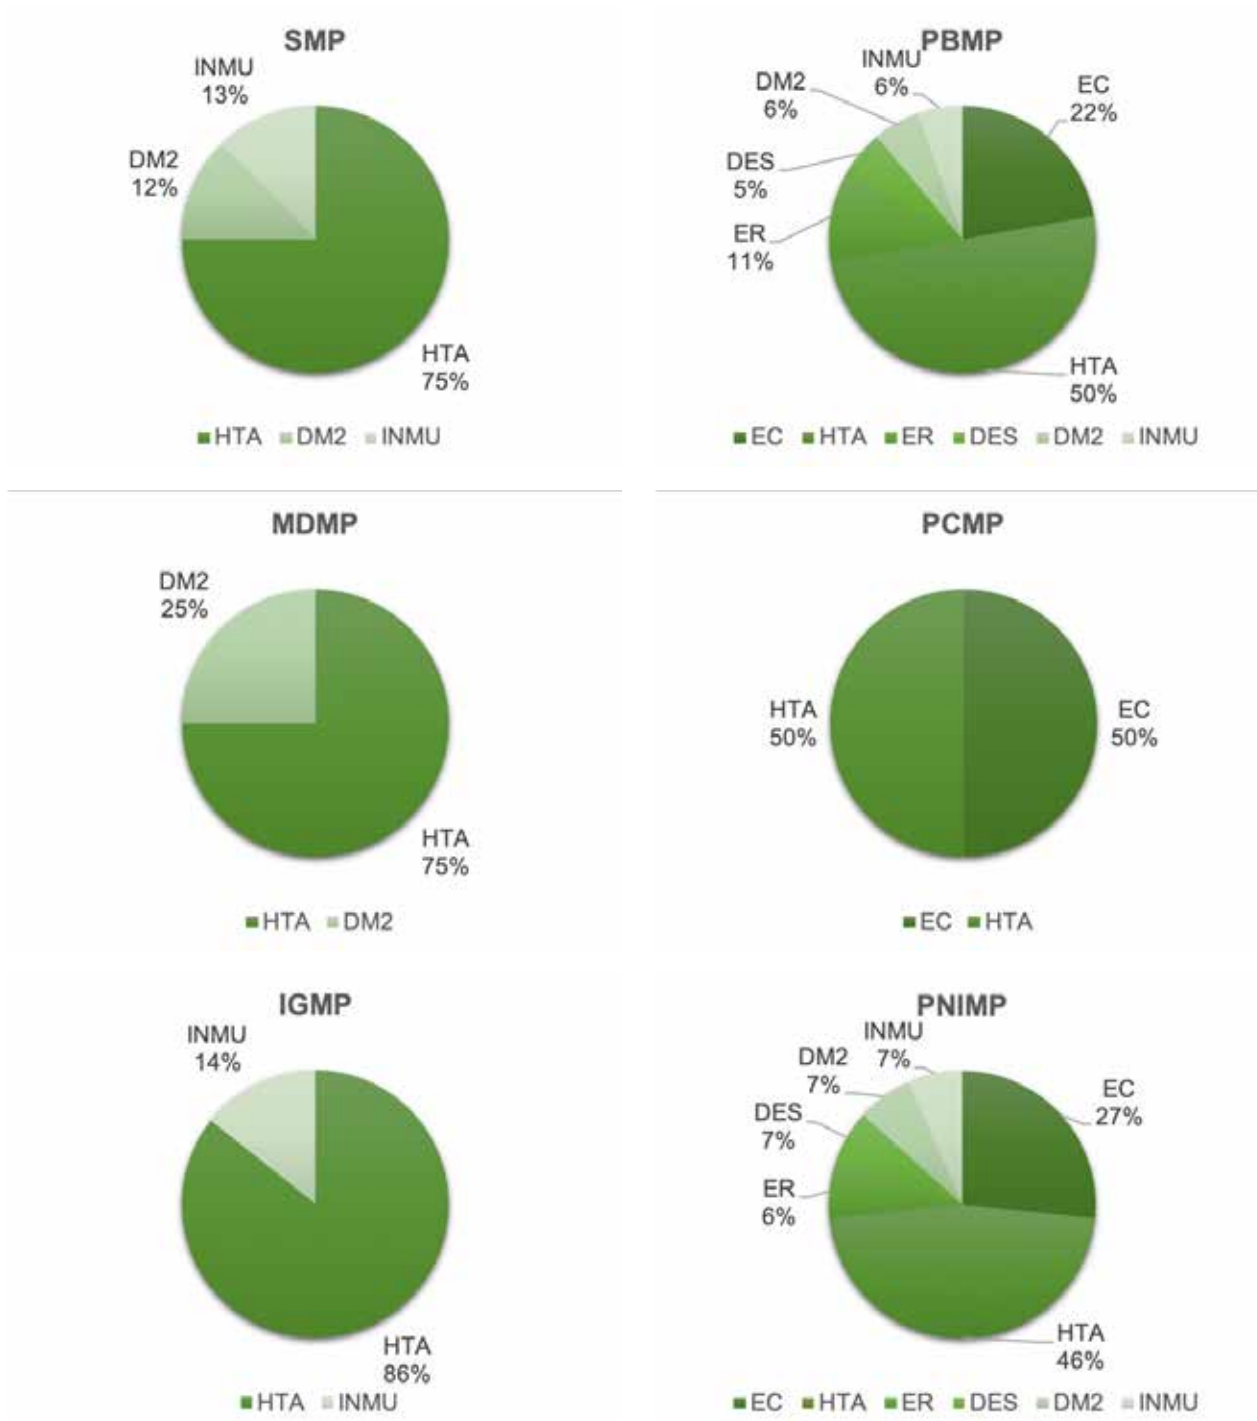 SMP
INMU
13%
DM2
12%
HTA
75%
HTA DM2 INMU
PBMP
INMU
6%
DM2
6%
EC
22%
DES
5%
ER
11%
HTA
50%
EC HTA ER DES DM2 INMU
MDMP
DM2
25%
HTA
75%
HTA DM2
PCMP
HTA
50%
EC
50%
EC HTA
IGMP
INMU
14%
HTA
86%
HTA INMU
PNIMP
INMU
7%
DM2
7%
EC
27%
DES
7%
ER
6%
HTA
46%
EC HTA ER DES DM2 INMU